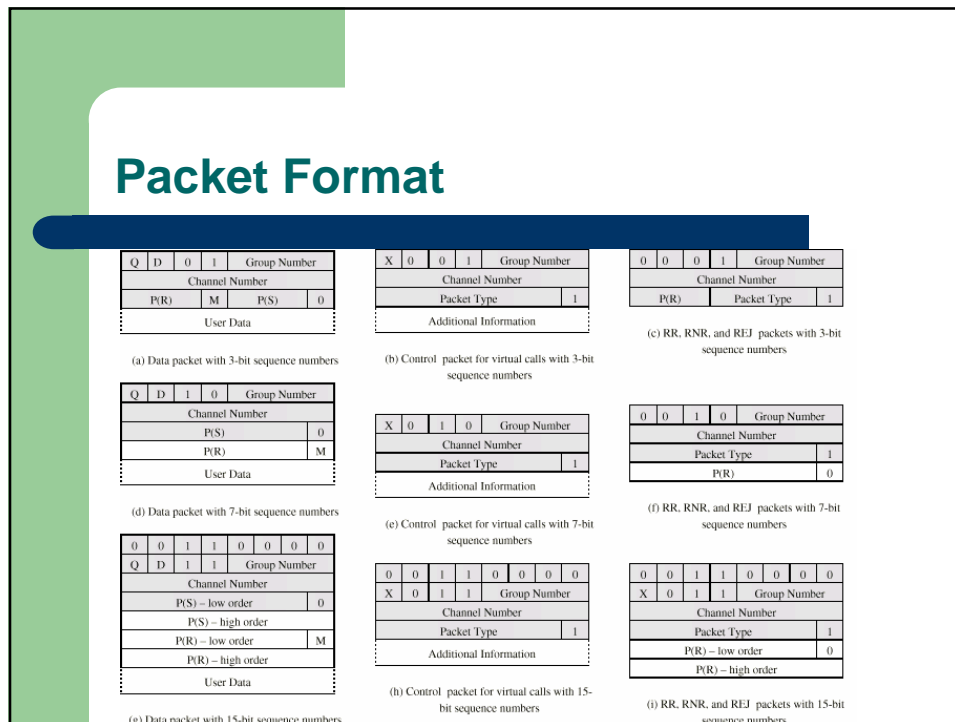 Packet Format
Q D 0 1 Group Number
Channel Number
P(R) M P(S) 0
User Data
(a) Data packet with 3-bit sequence numbers
X 0 0 1 Group Number
Channel Number
Packet Type 1
Additional Information
(b) Control packet for virtual calls with 3-bit
sequence numbers
0 0 0 1 Group Number
Channel Number
P(R) Packet Type 1
(c) RR, RNR, and REJ packets with 3-bit
sequence numbers
Q D 1 0 Group Number
Channel Number
P(S) 0
P(R) M
User Data
(d) Data packet with 7-bit sequence numbers
X 0 1 0 Group Number
Channel Number
Packet Type 1
Additional Information
(e) Control packet for virtual calls with 7-bit
sequence numbers
0 0 1 0 Group Number
Channel Number
Packet Type 1
P(R) 0
(f) RR, RNR, and REJ packets with 7-bit
sequence numbers
0 0 1 1 0 0 0 0
Q D 1 1 Group Number
Channel Number
P(S) – low order 0
P(S) – high order
P(R) – low order M
P(R) – high order
User Data
(g) Data packet with 15-bit sequence numbers
0 0 1 1 0 0 0 0
X 0 1 1 Group Number
Channel Number
Packet Type 1
Additional Information
(h) Control packet for virtual calls with 15-
bit sequence numbers
0 0 1 1 0 0 0 0
X 0 1 1 Group Number
Channel Number
Packet Type 1
P(R) – low order 0
P(R) – high order
(i) RR, RNR, and REJ packets with 15-bit
sequence numbers